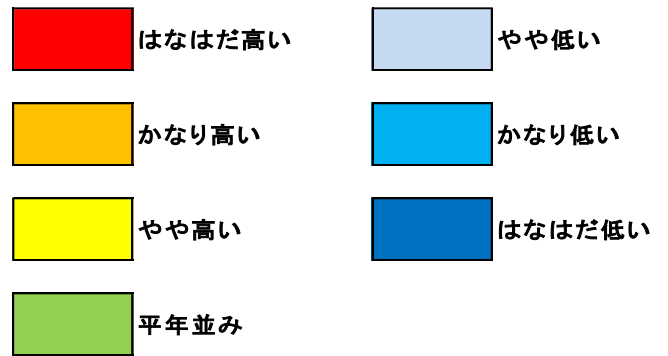 はなはだ高い
かなり高い
やや高い
平年並み
やや低い
かなり低い
はなはだ低い